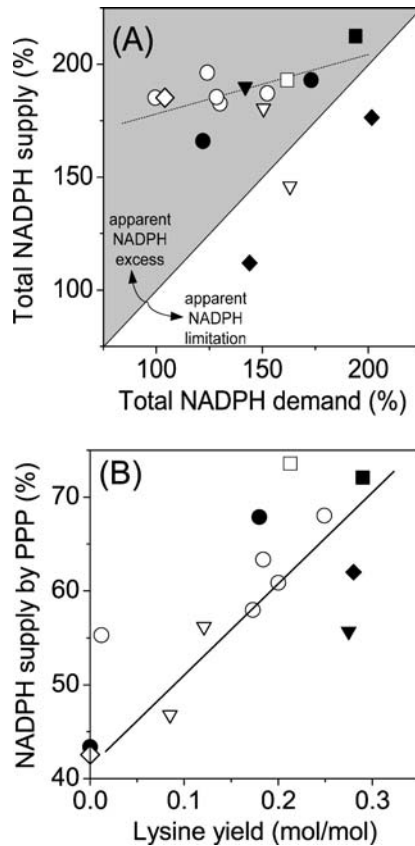 (A)
Total NADPH supply (%)
200
150
100
apparent
NADPH
excess
apparent
NADPH
limitation
100 150 200
Total NADPH demand (%)
(B)
NADPH supply by PPP (%)
70
60
50
40
0.0 0.1 0.2 0.3
Lysine yield (mol/mol)